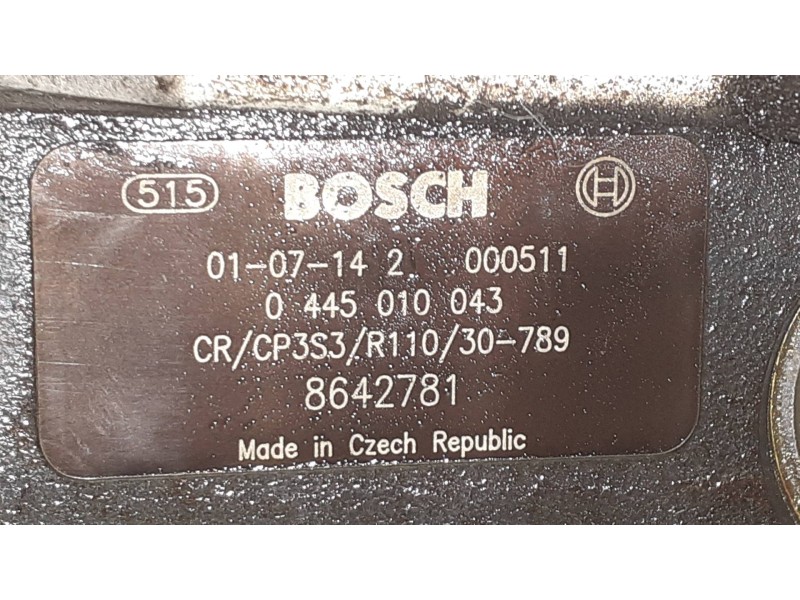 515 BOSCH
01-07-14 2 000511
0 445 010 043
CR/CP3S3/R110/30-789
8642781
Made in Czech Republic